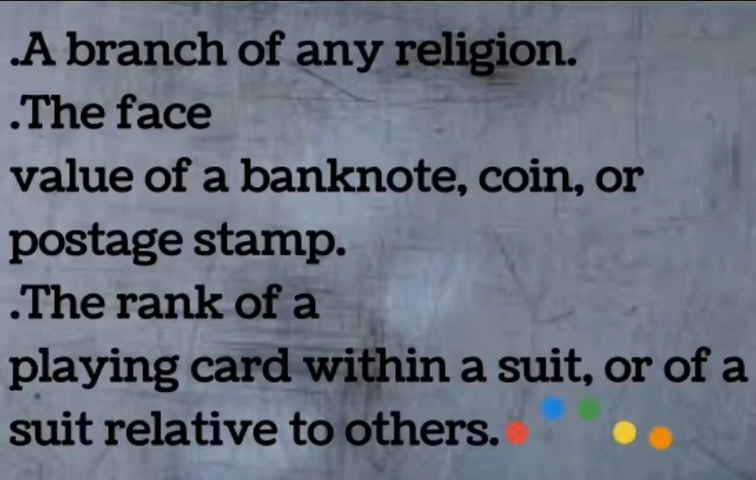 .A branch of any religion.
.The face
value of a banknote, coin, or
postage stamp.
.The rank of a
playing card within a suit, or of a
suit relative to others.